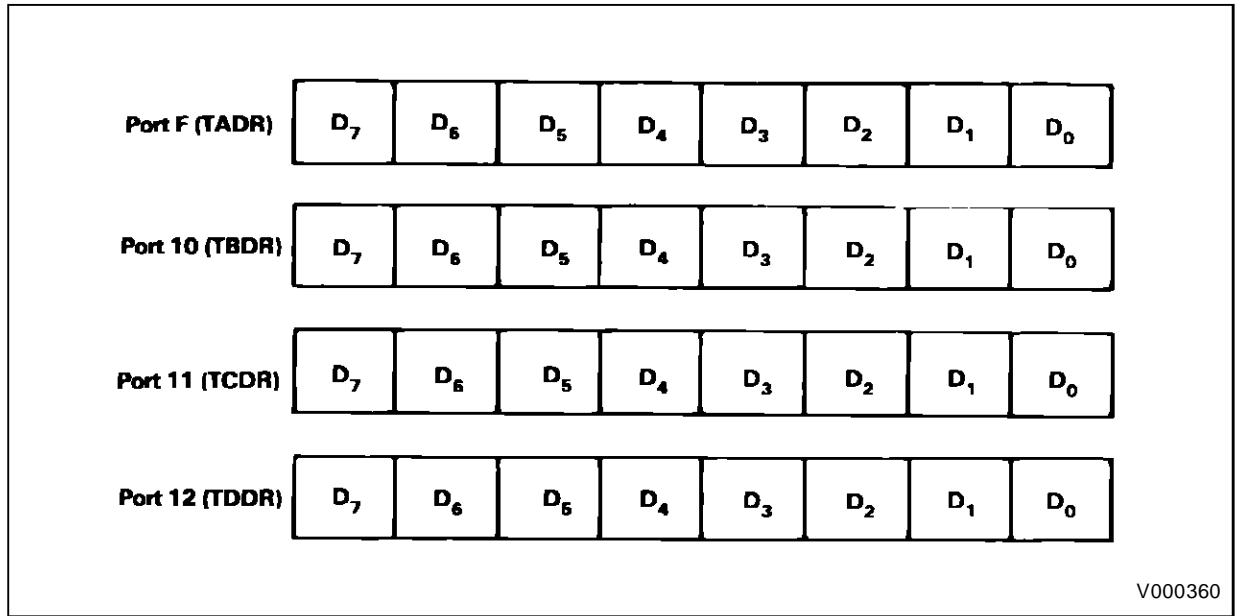 Port F (TADR) D7 D6 D5 D4 D3 D2 D1 D0
Port 10 (TBDR) D7 D6 D5 D4 D3 D2 D1 D0
Port 11 (TCDR) D7 D6 D5 D4 D3 D2 D1 D0
Port 12 (TDDR) D7 D6 D5 D4 D3 D2 D1 D0
V000360